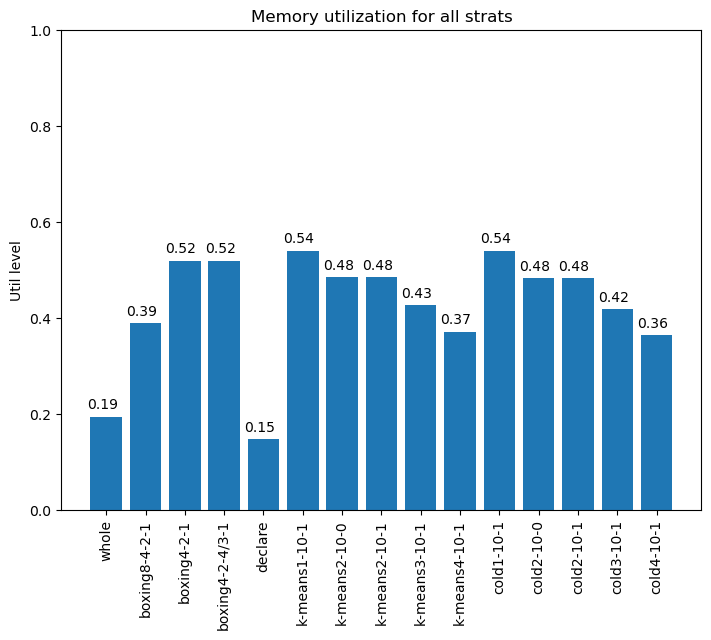 Memory utilization for all strats
Util level
1.0
0.8
0.6
0.4
0.2
0.0
0.19
0.39
0.52
0.52
0.15
0.54
0.48
0.48
0.43
0.37
0.54
0.48
0.48
0.42
0.36
whole
boxing8-4-2-1
boxing4-2-1
boxing4-2-4/3-1
declare
k-means1-10-1
k-means2-10-0
k-means2-10-1
k-means3-10-1
k-means4-10-1
cold1-10-1
cold2-10-0
cold2-10-1
cold3-10-1
cold4-10-1